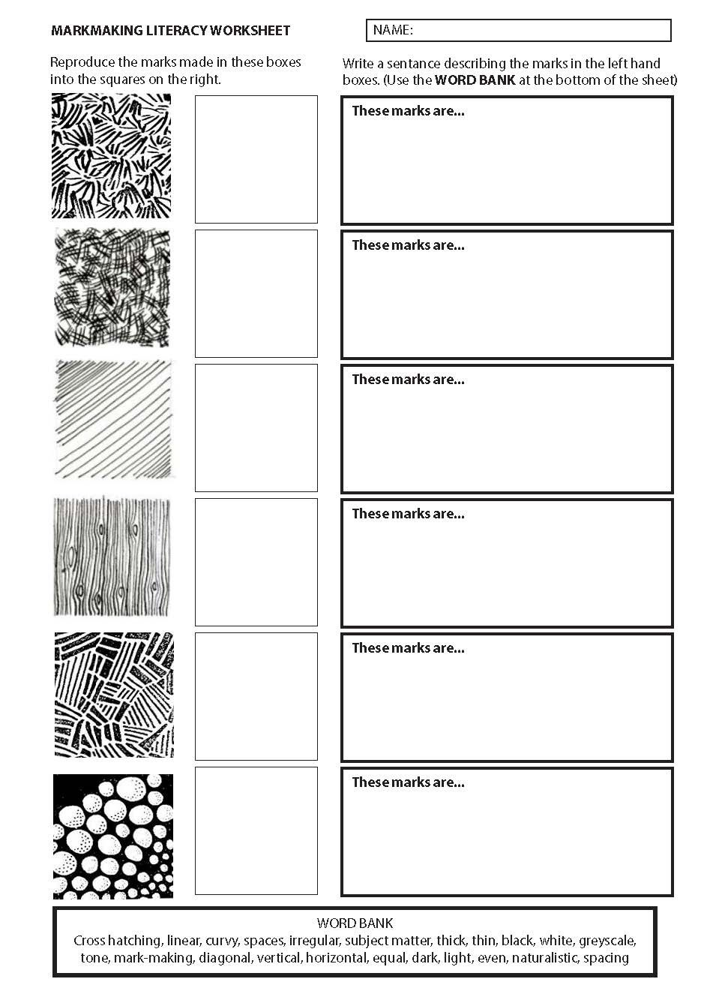 MARKMAKING LITERACY WORKSHEET
NAME:
Reproduce the marks made in these boxes
into the squares on the right.
Write a sentence describing the marks in the left hand
boxes. (Use the WORD BANK at the bottom of the sheet)
These marks are...
These marks are...
These marks are...
These marks are...
These marks are...
These marks are...
WORD BANK
Cross hatching, linear, curvy, spaces, irregular, subject matter, thick, thin, black, white, greyscale,
tone, mark-making, diagonal, vertical, horizontal, equal, dark, light, even, naturalistic, spacing